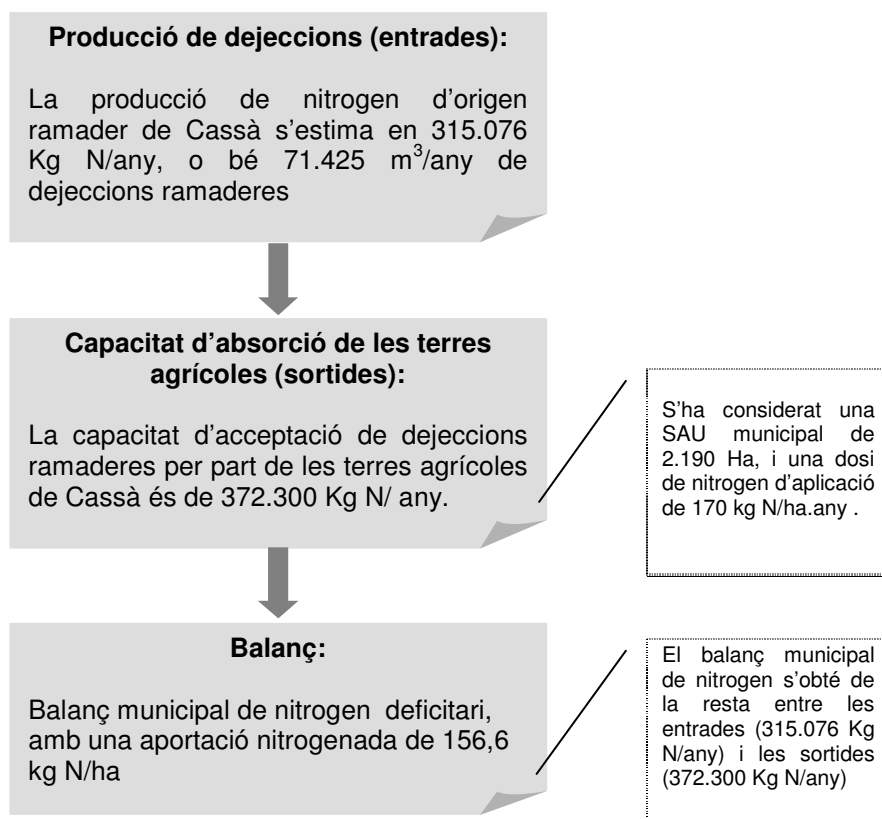 Producció de dejeccions (entrades):
La producció de nitrogen d’origen
ramader de Cassà s’estima en 315.076
Kg N/any, o bé 71.425 m³/any de
dejeccions ramaderes
Capacitat d’absorció de les terres
agrícoles (sortides):
La capacitat d’acceptació de dejeccions
ramaderes per part de les terres agrícoles
de Cassà és de 372.300 Kg N/ any.
S’ha considerat una
SAU municipal de
2.190 Ha, i una dosi
de nitrogen d’aplicació
de 170 kg N/ha.any .
Balanç:
Balanç municipal de nitrogen deficitari,
amb una aportació nitrogenada de 156,6
kg N/ha
El balanç municipal
de nitrogen s’obté de
la resta entre les
entrades (315.076 Kg
N/any) i les sortides
(372.300 Kg N/any)